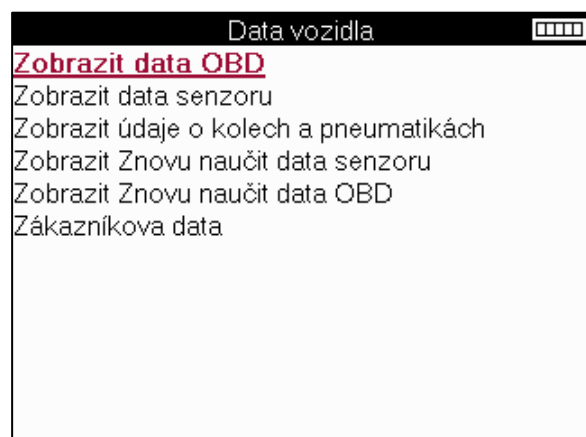 Data vozidla
Zobrazit data OBD
Zobrazit data senzoru
Zobrazit údaje o kolech a pneumatikách
Zobrazit Znovu naučit data senzoru
Zobrazit Znovu naučit data OBD
Zákazníkova data